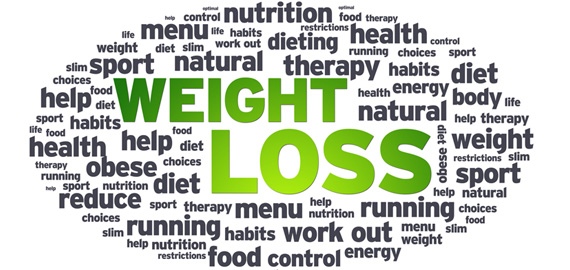 optimal nutrition optimal
help control food therapy
life menu life habits restrictions health control
weight diet slim work out dieting running
slim sport natural therapy habits diet
choices energy
help food WEIGHT health natural body life
sport diet help therapy
habits LOSS weight
life food help food diet
health choices diet asego restrictions slim
therapy obese sport
running
help sport nutrition diet help natural
reduce sport therapy menu help running choices
choices nutrition food
slim running habits work out menu
help nutrition weight
restrictions food control energy